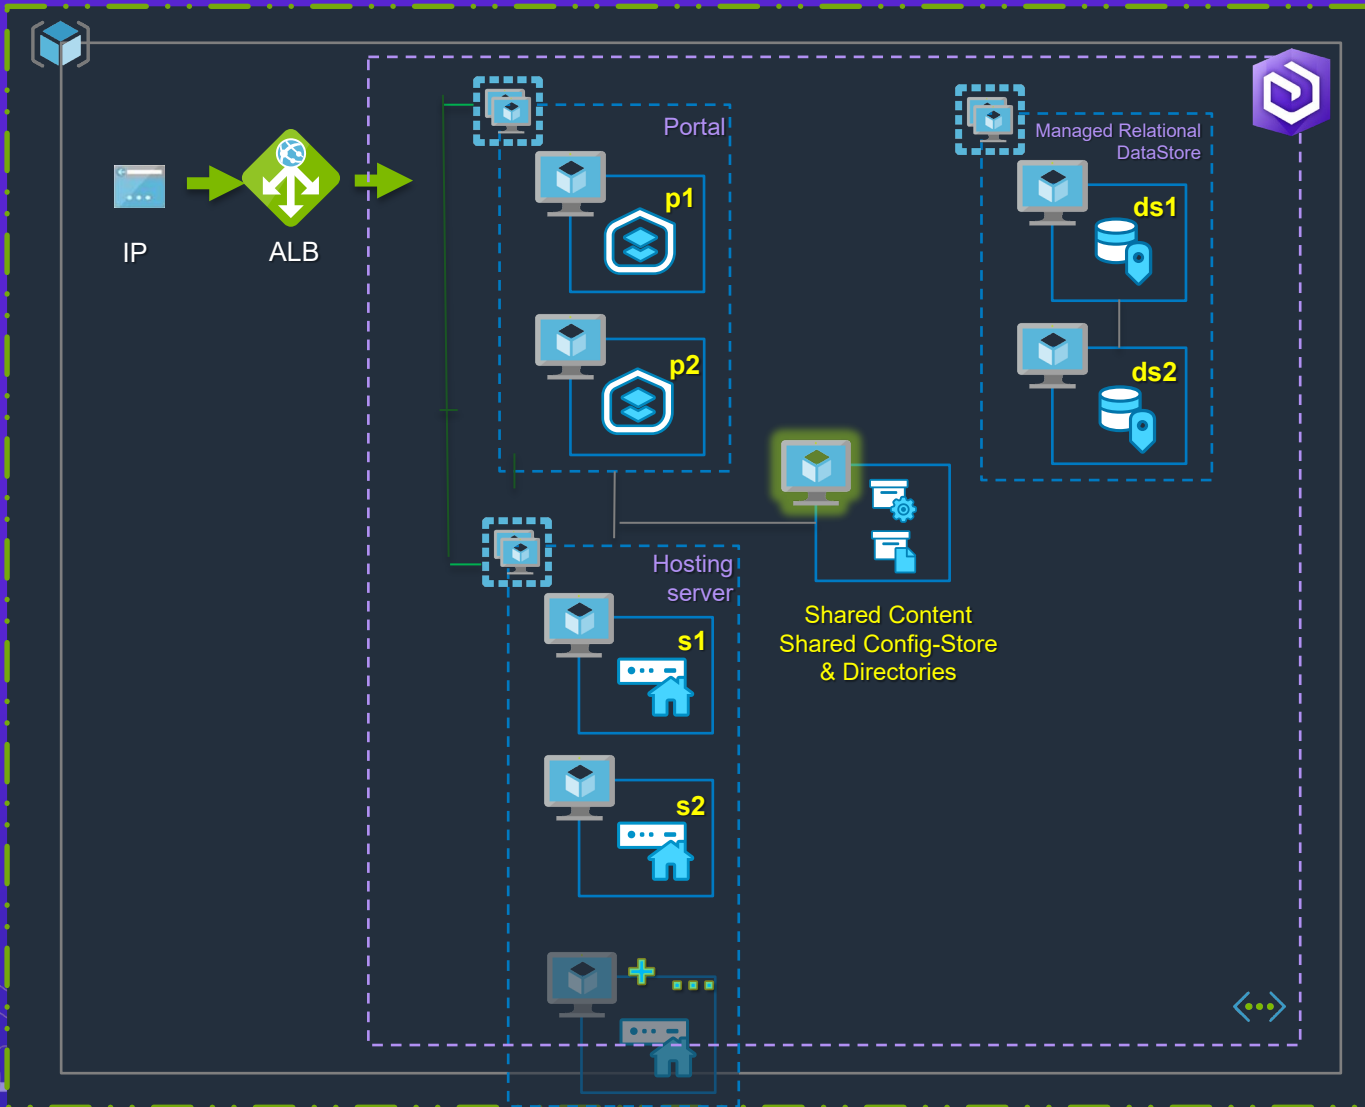 IP
ALB
Portal
p1
p2
Managed Relational
DataStore
ds1
ds2
Hosting
server
s1
s2
Shared Content
Shared Config-Store
& Directories